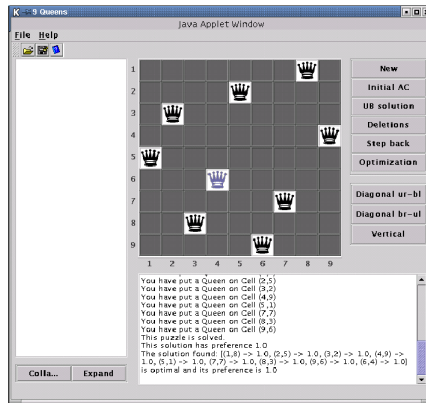 9 Queens
Java Applet Window
File Help
1
2
3
4
5
6
7
8
9
1 2 3 4 5 6 7 8 9
New
Initial AC
UB solution
Deletions
Step back
Optimization
Diagonal ur-bl
Diagonal br-ul
Vertical
You have put a Queen on Cell (2,5)
You have put a Queen on Cell (3,2)
You have put a Queen on Cell (4,9)
You have put a Queen on Cell (5,1)
You have put a Queen on Cell (7,7)
You have put a Queen on Cell (8,3)
You have put a Queen on Cell (9,6)
This puzzle is solved.
This solution has preference 1.0
The solution found: [(1,8) -> 1.0, (2,5) -> 1.0, (3,2) -> 1.0, (4,9) ->
1.0, (5,1) -> 1.0, (7,7) -> 1.0, (8,3) -> 1.0, (9,6) -> 1.0, (6,4) -> 1.0]
is optimal and its preference is 1.0
Colla... Expand